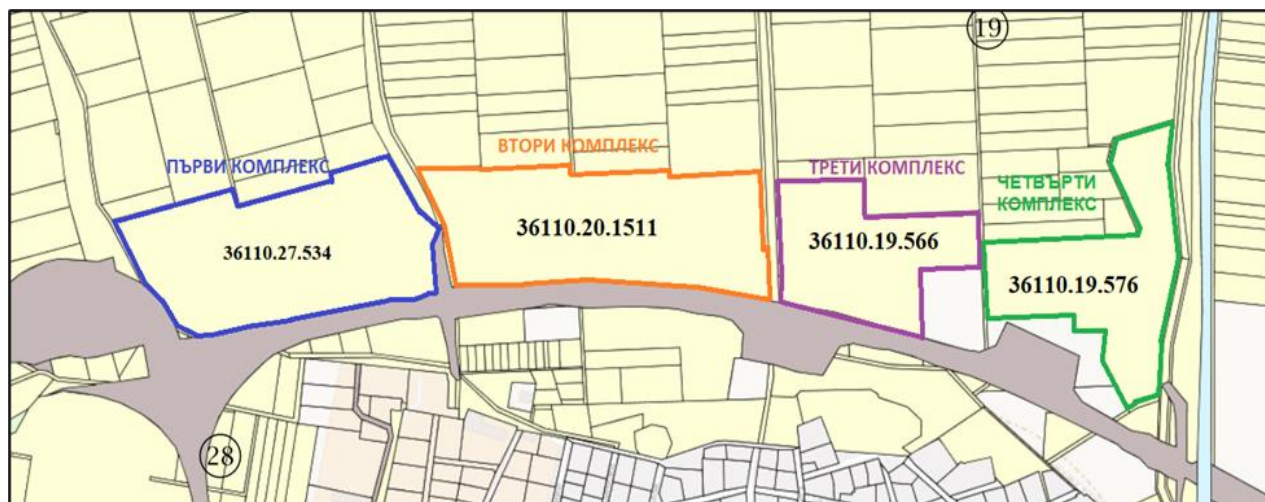 19
ПЪРВИ КОМПЛЕКС
ВТОРИ КОМПЛЕКС
ТРЕТИ КОМПЛЕКС
ЧЕТВЪРТИ
КОМПЛЕКС
36110.27.534
36110.20.1511
36110.19.566
36110.19.576
28